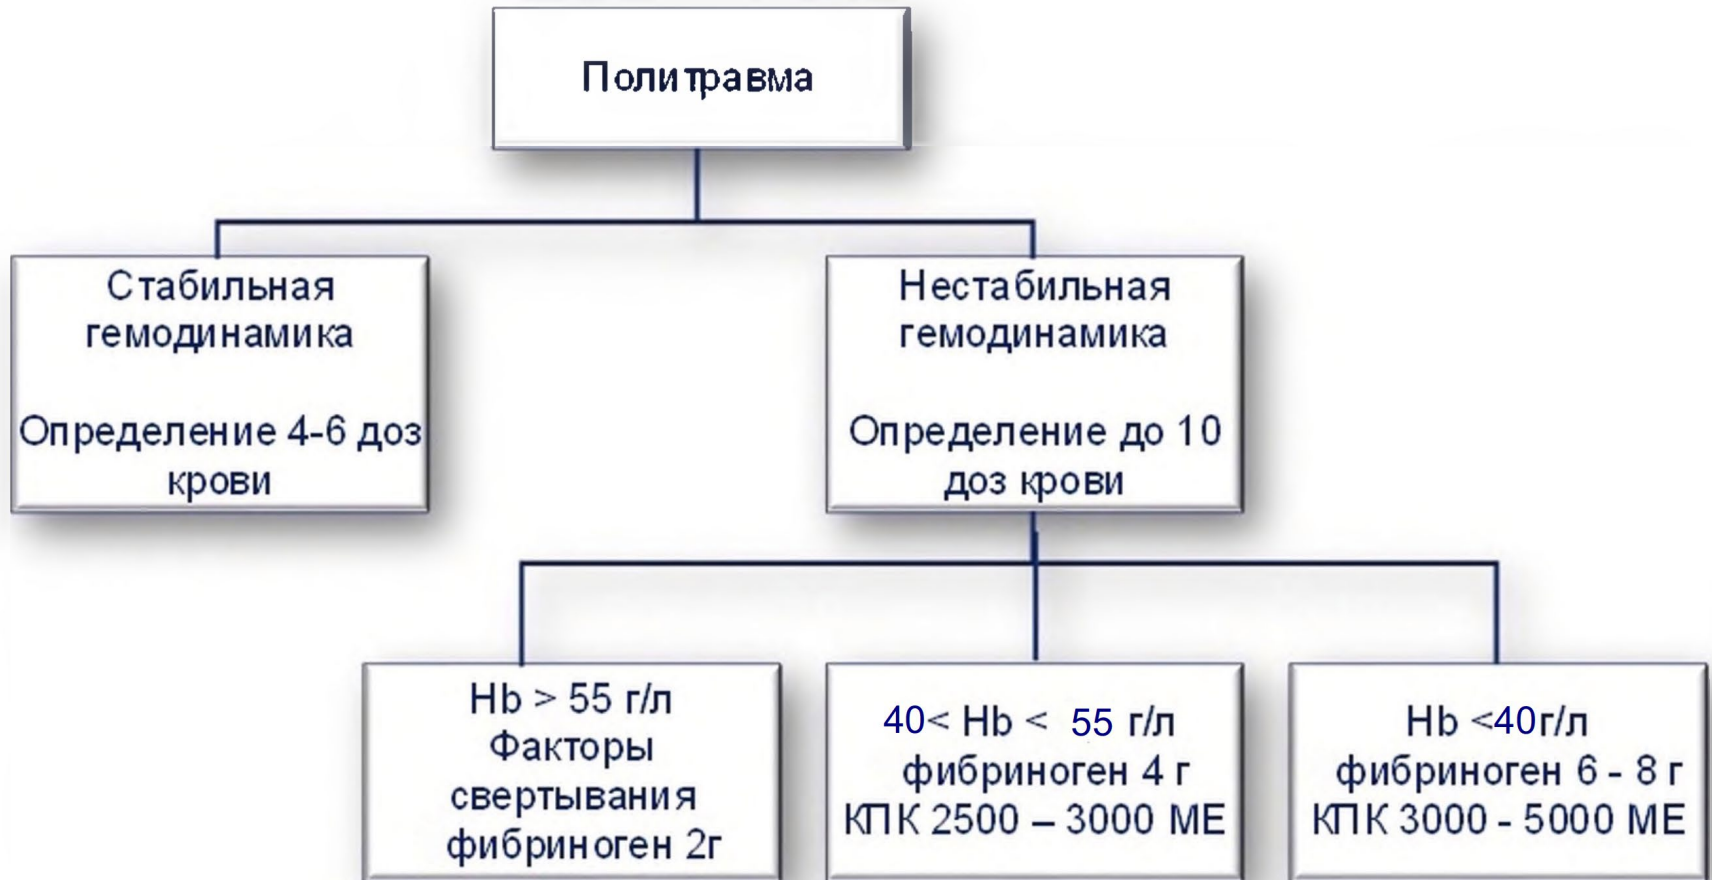 Политравма
Стабильная
гемодинамика
Определение 4-6 доз
крови
Нестабильная
гемодинамика
Определение до 10
доз крови
Hb > 55 г/л
Факторы
свертывания
фибриноген 2г
40< Hb < 55 г/л
фибриноген 4 г
КПК 2500 – 3000 МЕ
Hb <40г/л
фибриноген 6 - 8 г
КПК 3000 - 5000 МЕ